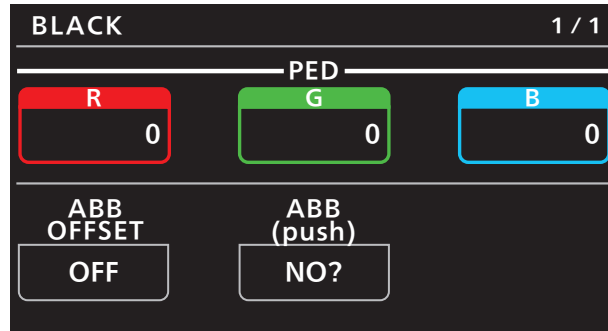 BLACK 1 / 1
PED
R G B
0 0 0
ABB ABB
OFFSET (push)
OFF NO?